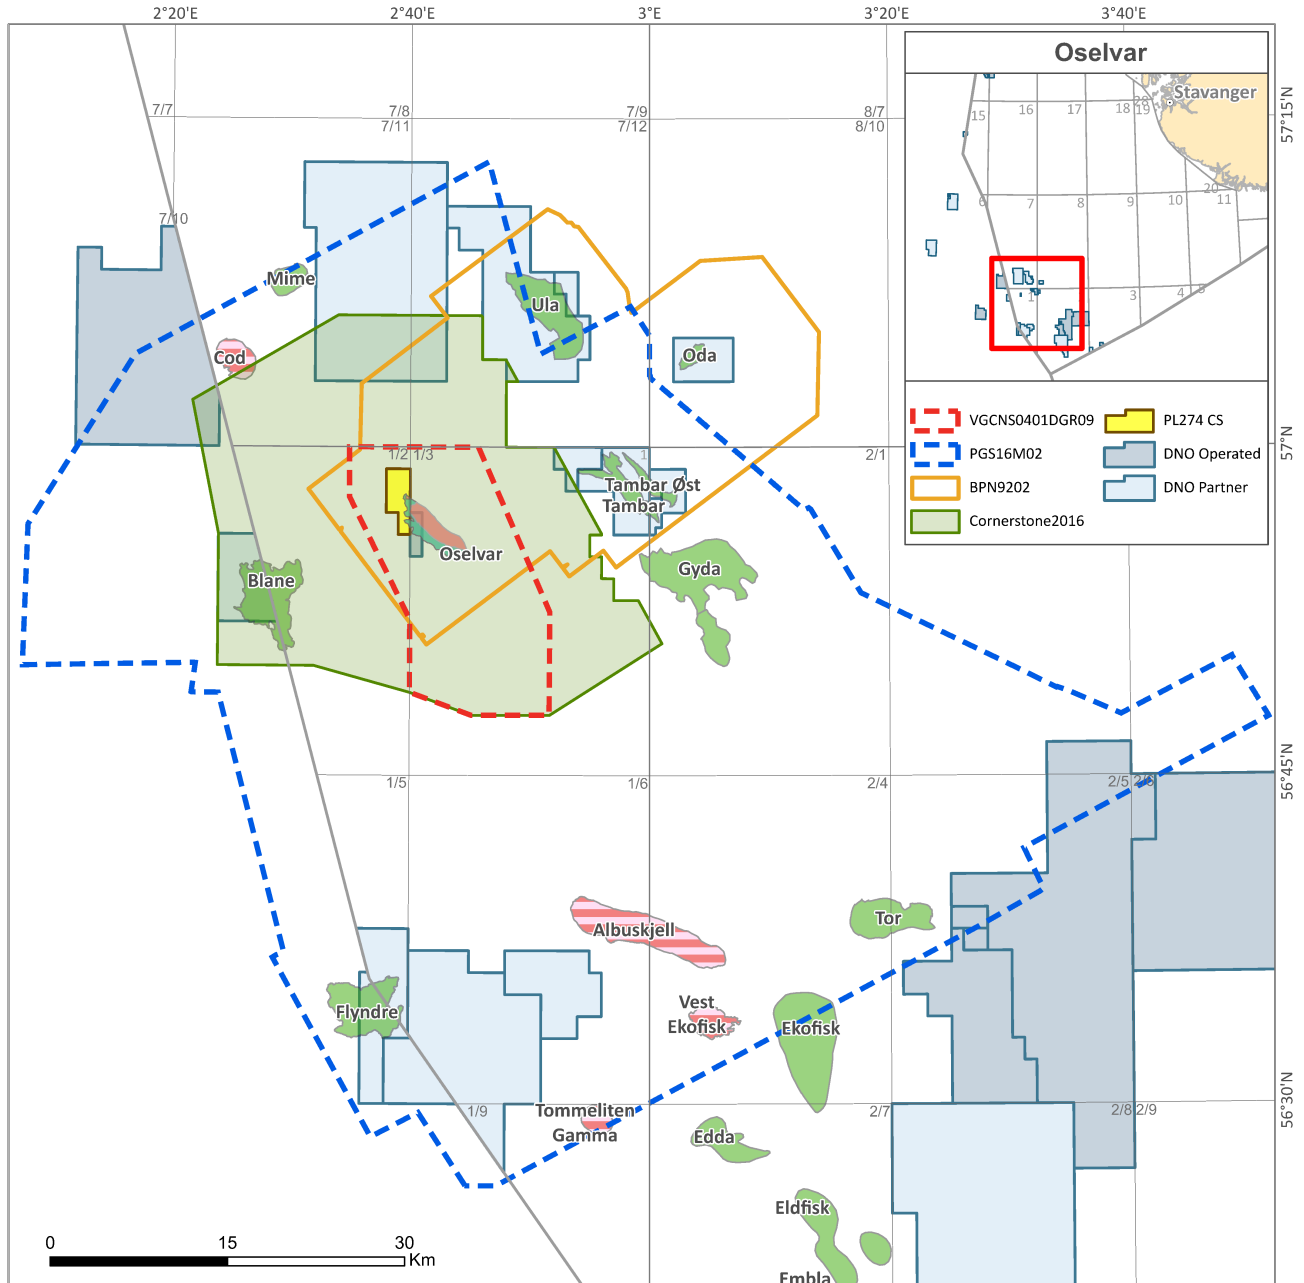 2°20'E
2°40'E
3°E
3°20'E
3°40'E
Oselvar
Stavanger
15
16
17
18
28
19
6
7
8
9
10
20
11
1
3
4
5
7/7
7/8
7/11
7/9
7/12
8/7
8/10
57°15'N
7/10
Mime
Ula
Cod
Oda
VGCNS0401DGR09
PL274 CS
PGS16M02
DNO Operated
BPN9202
DNO Partner
Cornerstone2016
57°N
1/2
1/3
1
2/1
Tambar Øst
Tambar
Oselvar
Blane
Gyda
56°45'N
1/5
1/6
2/4
2/5
2/6
Albuskjell
Tor
Vest
Ekofisk
Flyndre
Ekofisk
56°30'N
1/9
Tommeliten
Gamma
2/7
2/8
2/9
Edda
Eldfisk
Embla
0
15
30
Km